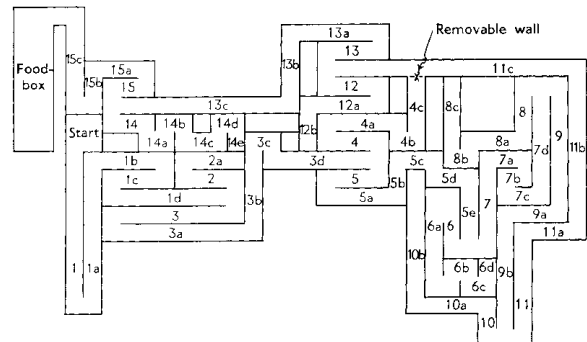 Removable wall
13a
13
15c
15a
13b
11c
Food-
box
15b
15
12
13c
12a
4c
8c
8
14
14b
14d
4a
9
Start
12b
14a
14c
14e
3c
4
4b
8a
7d
11b
1b
2a
3d
5c
8b
7a
1c
2
5
5b
5d
7b
1d
3b
5a
7
7c
3
5e
9a
3a
6a
6
11a
10b
1
1a
6b
6d
9b
6c
10a
10
11